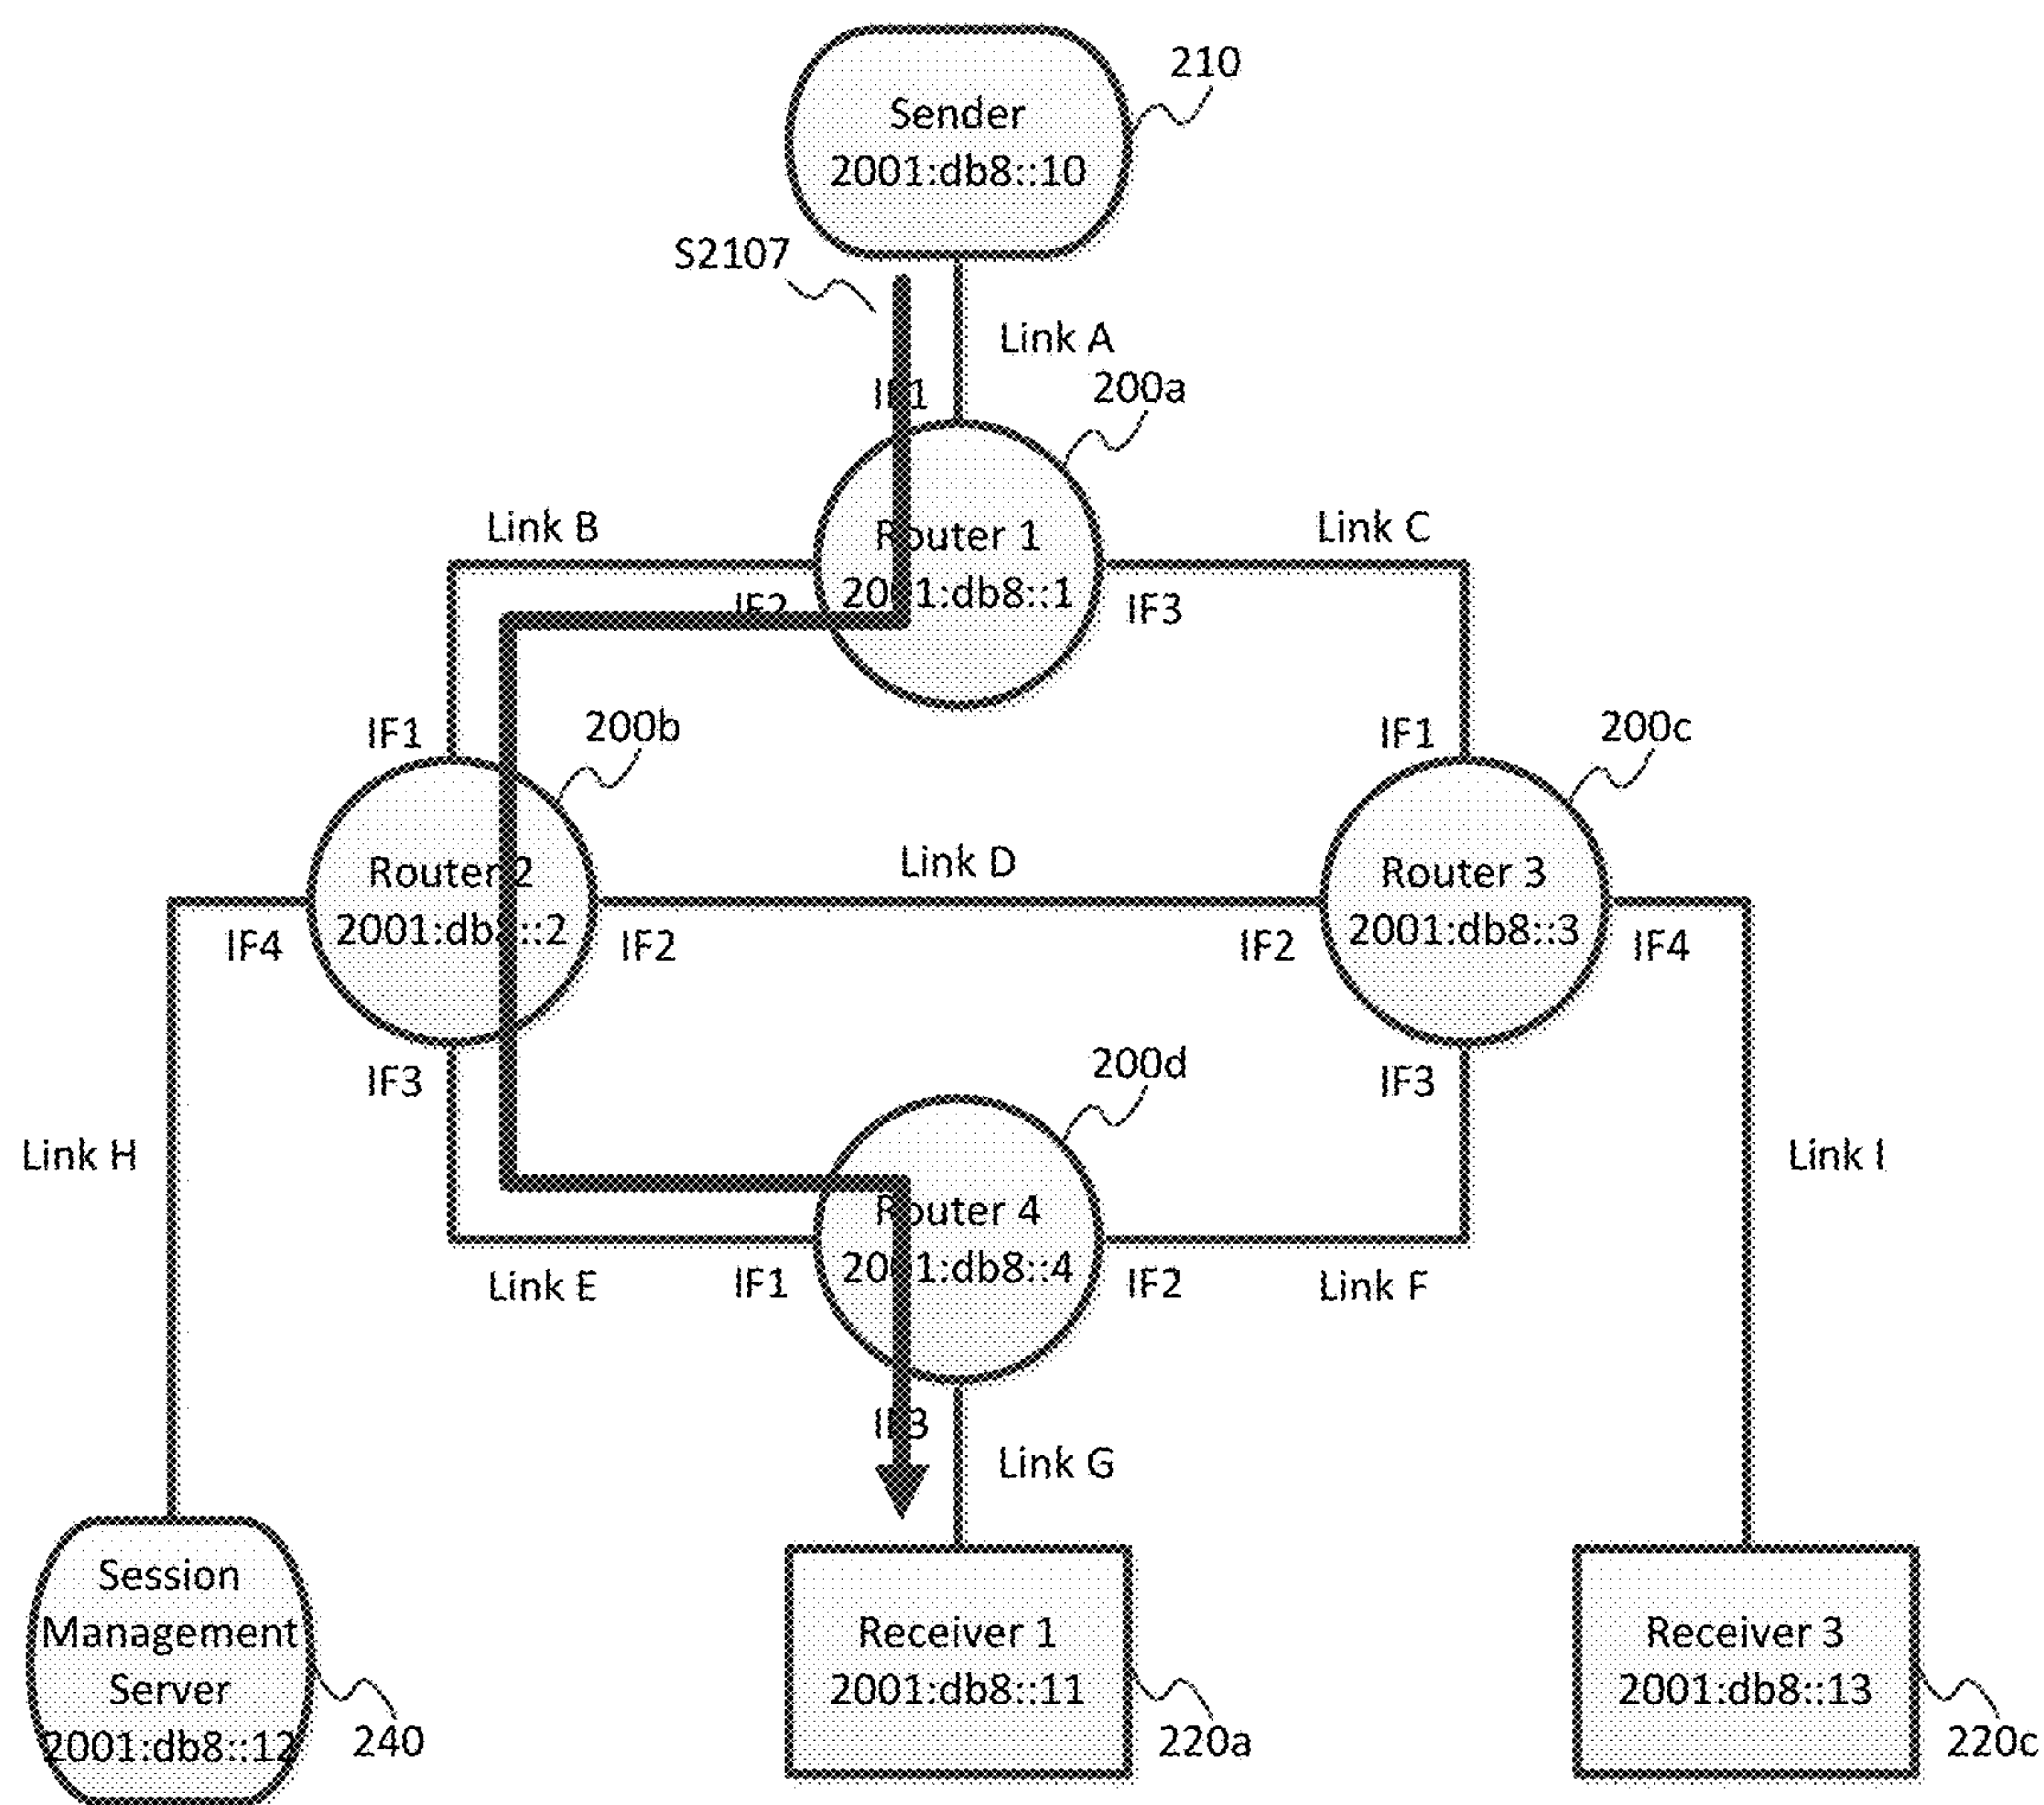 210
Sender
2001:db8::10
S2107
Link A
IF1
200a
Link B
Router 1
Link C
2001:db8::1
IF2
IF3
IF1
200b
IF1
200c
Link D
Router 2
Router 3
2001:db8::2
2001:db8::3
IF4
IF2
IF2
IF4
IF3
200d
IF3
Link H
Link I
Router 4
2001:db8::4
Link E
IF1
IF2
Link F
IF3
Link G
Session
Management
Server
2001:db8::12
240
Receiver 1
2001:db8::11
220a
Receiver 3
2001:db8::13
220c